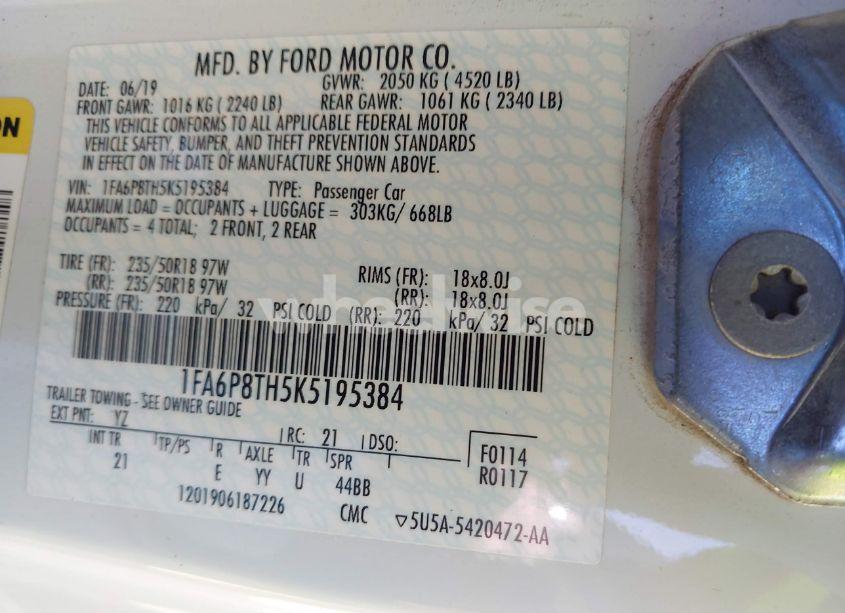 MFD. BY FORD MOTOR CO.
DATE: 06/19 GVWR: 2050 KG ( 4520 LB)
FRONT GAWR: 1016 KG ( 2240 LB) REAR GAWR: 1061 KG ( 2340 LB)
THIS VEHICLE CONFORMS TO ALL APPLICABLE FEDERAL MOTOR
VEHICLE SAFETY, BUMPER, AND THEFT PREVENTION STANDARDS
IN EFFECT ON THE DATE OF MANUFACTURE SHOWN ABOVE.
VIN: 1FA6P8TH5K5195384 TYPE: Passenger Car
MAXIMUM LOAD = OCCUPANTS + LUGGAGE = 303KG/ 668LB
OCCUPANTS = 4 TOTAL; 2 FRONT, 2 REAR
TIRE (FR): 235/50R18 97W RIMS (FR): 18x8.0J
(RR): 235/50R18 97W (RR): 18x8.0J
PRESSURE (FR): 220 kPa/ 32 PSI COLD (RR): 220 kPa/ 32 PSI COLD
1FA6P8TH5K5195384
TRAILER TOWING - SEE OWNER GUIDE
EXT PNT: YZ RC: 21 DSO: F0114
INT TR TP/PS R AXLE TR SPR R0117
21 E YY U 44BB
1201906187226 CMC ▽5U5A-5420472-AA